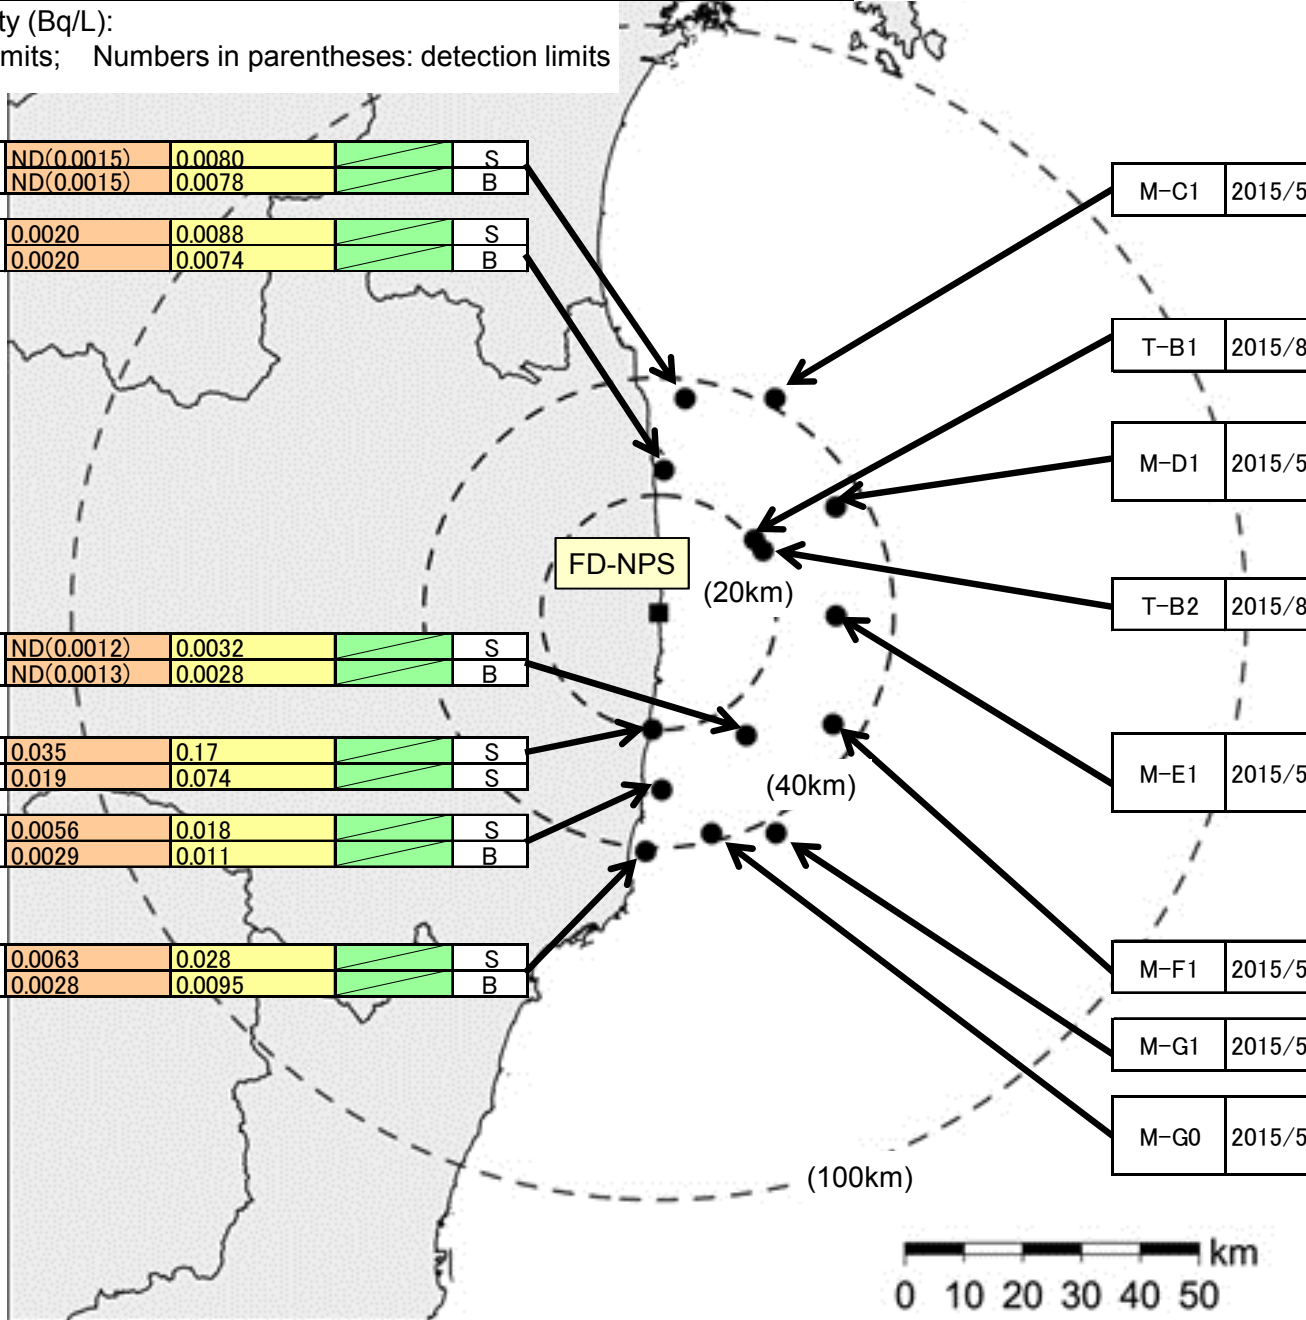 ty (Bq/L):
mits; Numbers in parentheses: detection limits
ND(0.0015) 0.0080 S
ND(0.0015) 0.0078 B
M-C1 2015/5
0.0020 0.0088 S
0.0020 0.0074 B
T-B1 2015/8
M-D1 2015/5
FD-NPS
(20km)
T-B2 2015/8
ND(0.0012) 0.0032 S
ND(0.0013) 0.0028 B
0.035 0.17 S
0.019 0.074 S
(40km)
M-E1 2015/5
0.0056 0.018 S
0.0029 0.011 B
0.0063 0.028 S
0.0028 0.0095 B
M-F1 2015/5
M-G1 2015/5
M-G0 2015/5
(100km)
km
0 10 20 30 40 50